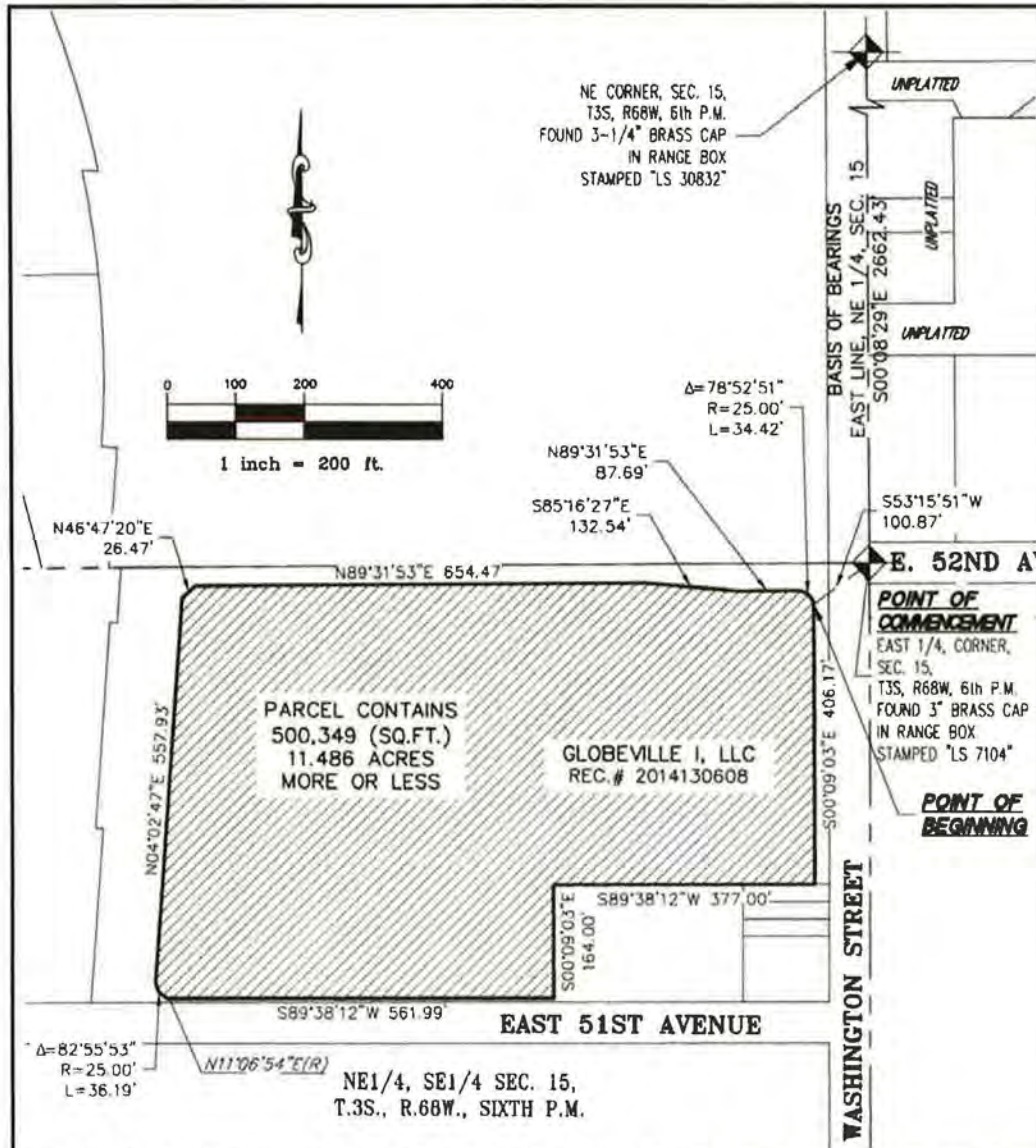 NE CORNER, SEC. 15,
T3S, R68W, 6th P.M.
FOUND 3-1/4" BRASS CAP
IN RANGE BOX
STAMPED "LS 30832"
UNPLATTED
UNPLATTED
UNPLATTED
BASIS OF BEARINGS
EAST LINE, NE 1/4, SEC. 15
S00°08'29"E 2662.43'
0 100 200 400
1 inch = 200 ft.
Δ=78°52'51"
R=25.00'
L=34.42'
N89°31'53"E
87.69'
S85°16'27"E
132.54'
S53°15'51"W
100.87'
N46°47'20"E
26.47'
N89°31'53"E 654.47'
E. 52ND AV
POINT OF
COMMENCEMENT
EAST 1/4, CORNER,
SEC. 15,
T3S, R68W, 6th P.M.
FOUND 3" BRASS CAP
IN RANGE BOX
STAMPED "LS 7104"
POINT OF
BEGINNING
PARCEL CONTAINS
500,349 (SQ.FT.)
11.486 ACRES
MORE OR LESS
GLOBEVILLE I, LLC
REC.# 2014130608
S00°09'03"E 406.17'
N04°02'47"E 557.93'
S89°38'12"W 377.00'
S00°09'03"E
164.00'
S89°38'12"W 561.99'
EAST 51ST AVENUE
WASHINGTON STREET
Δ=82°55'53"
R=25.00'
L=36.19'
N11°06'54"E(R)
NE1/4, SE1/4 SEC. 15,
T.3S., R.68W., SIXTH P.M.